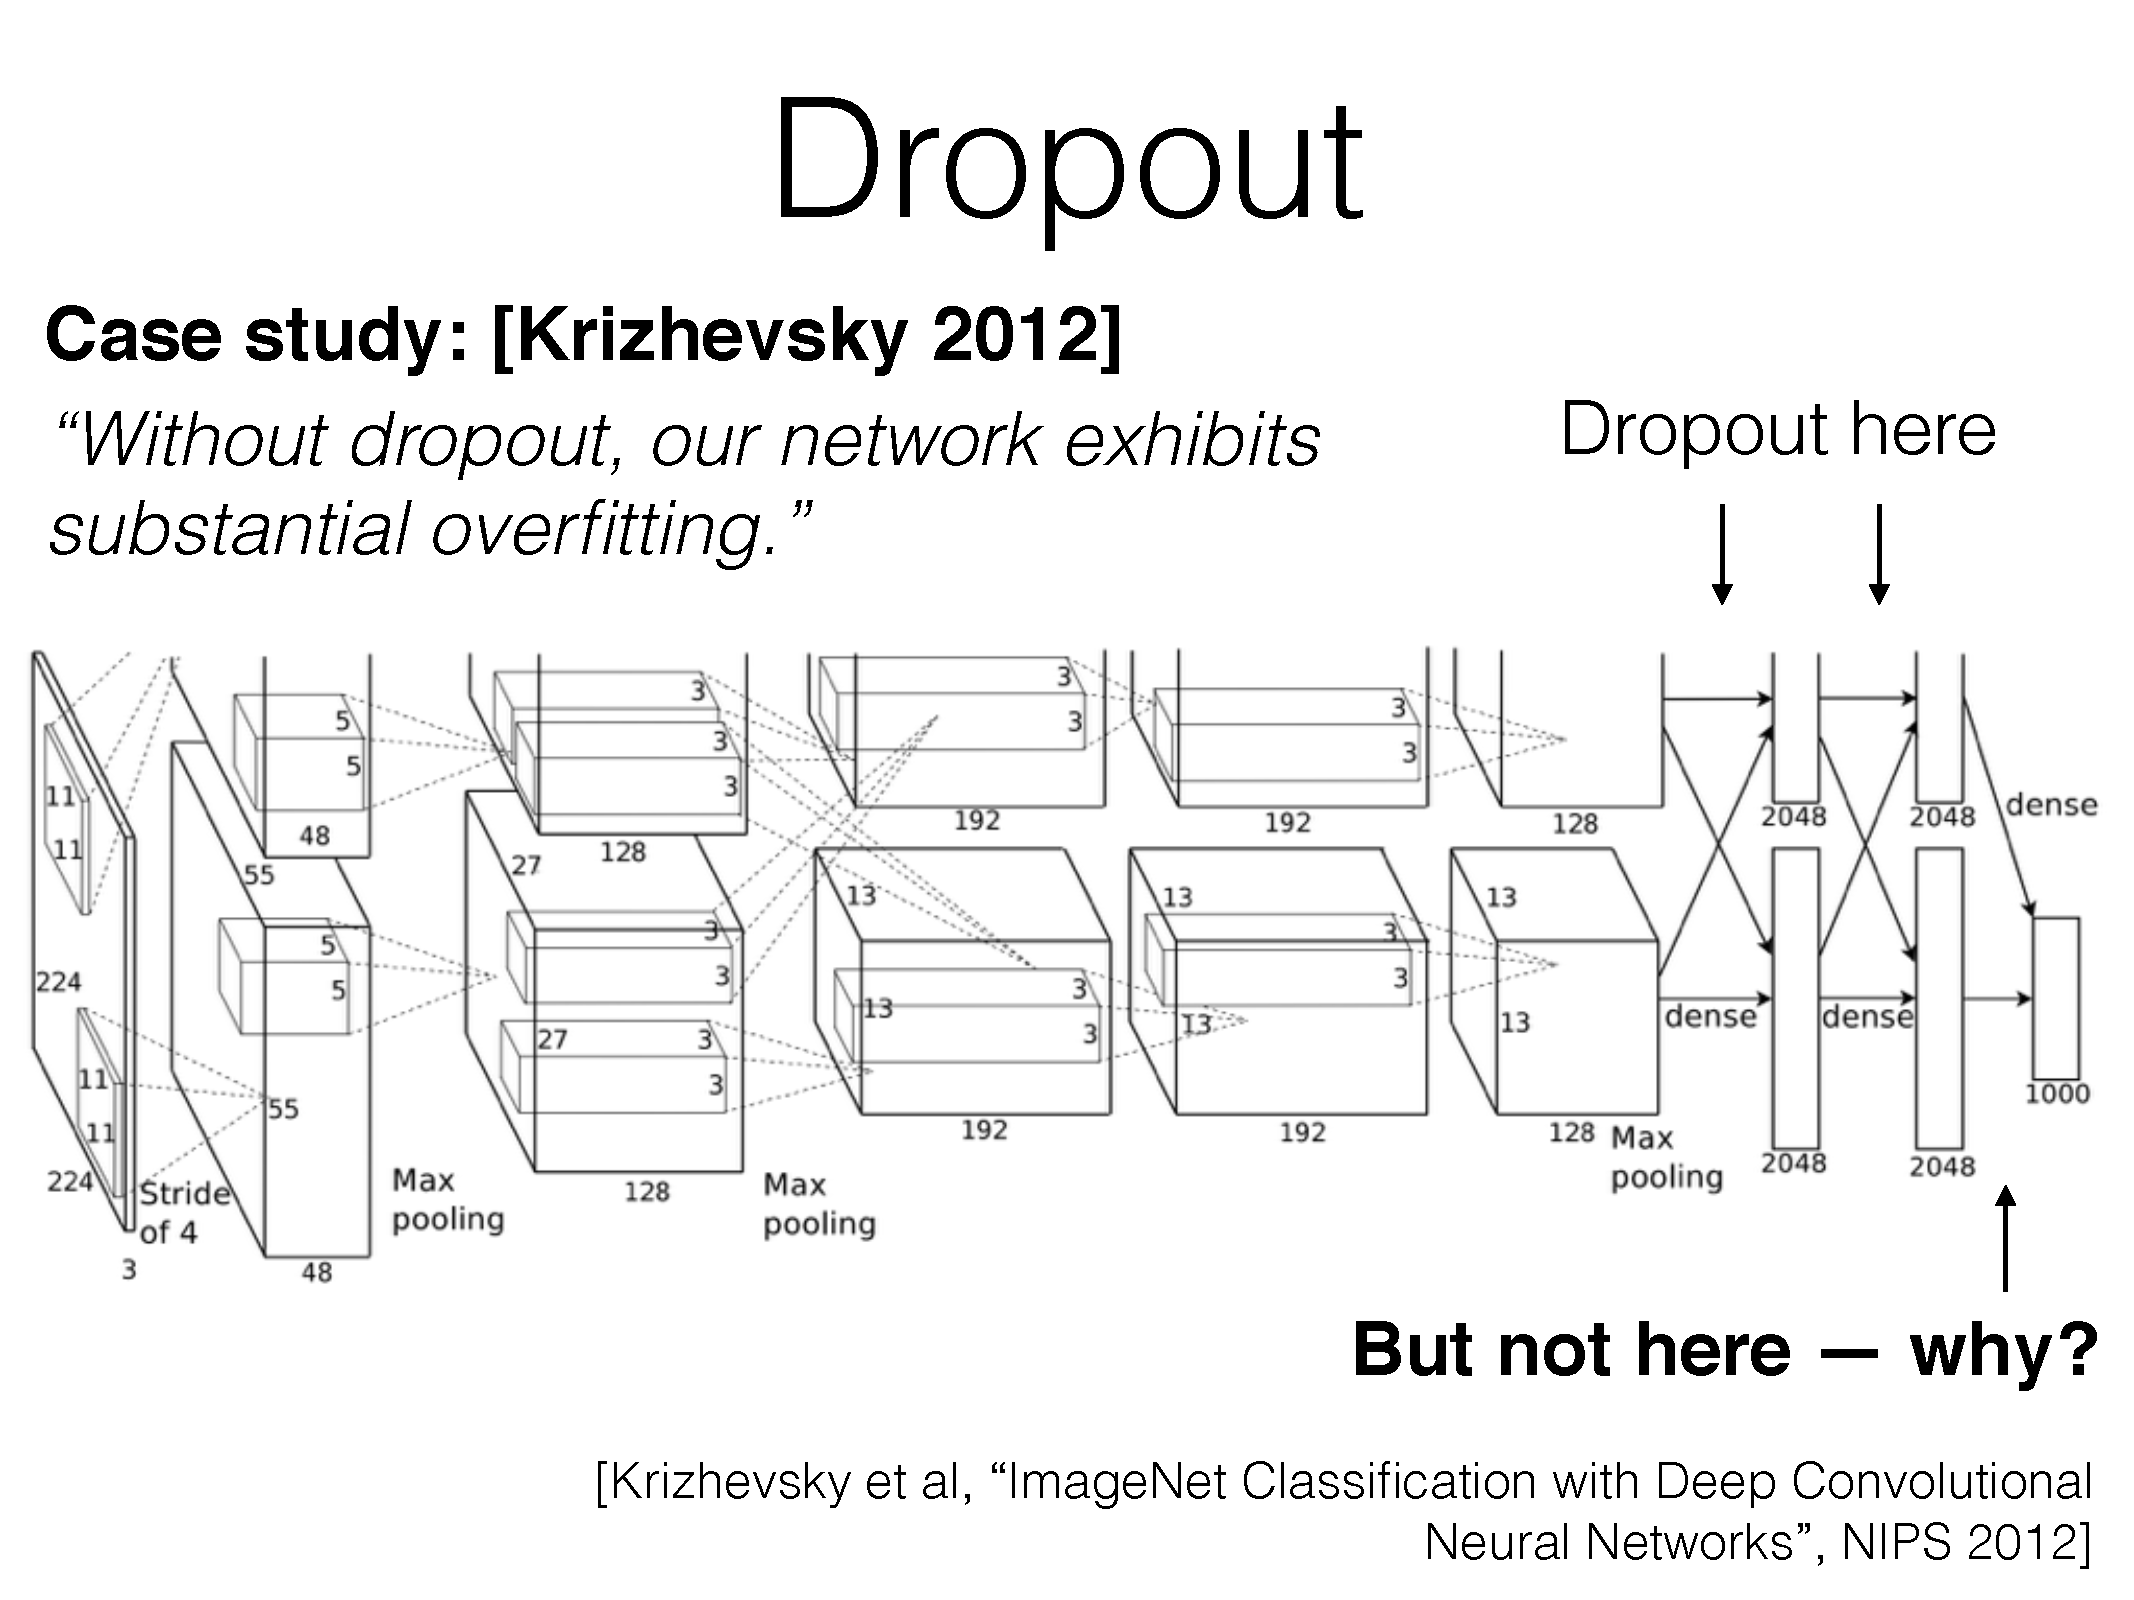 Dropout
Case study: [Krizhevsky 2012]
“Without dropout, our network exhibits
substantial overfitting.”
Dropout here
3
3
5
5
3
3
3
3
3
3
11
11
48
55
27
128
192
192
128
2048
2048
dense
13
13
13
5
5
3
3
3
3
224
27
3
3
13
3
3
13
13
dense
dense
11
11
55
224
Stride
of 4
3
48
Max
pooling
128
Max
pooling
192
192
128
Max
pooling
2048
2048
1000
But not here — why?
[Krizhevsky et al, “ImageNet Classification with Deep Convolutional
Neural Networks”, NIPS 2012]